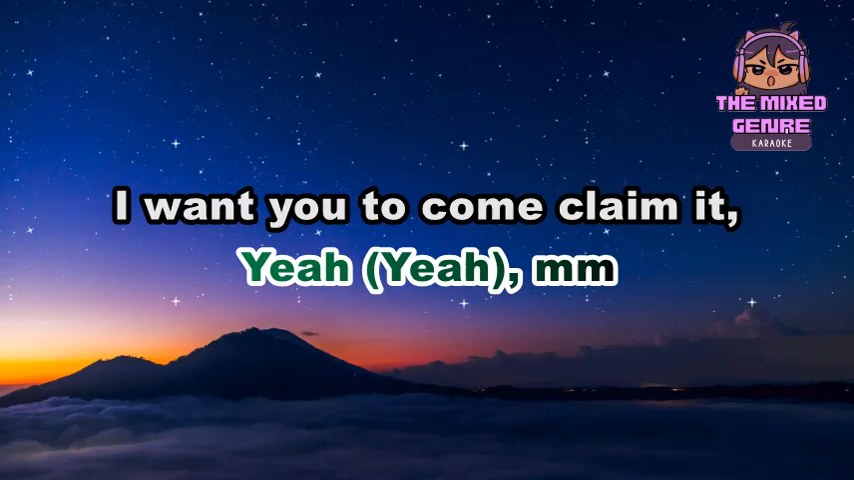 THE MIXED
GENRE
KARAOKE
I want you to come claim it,
Yeah (Yeah), mm